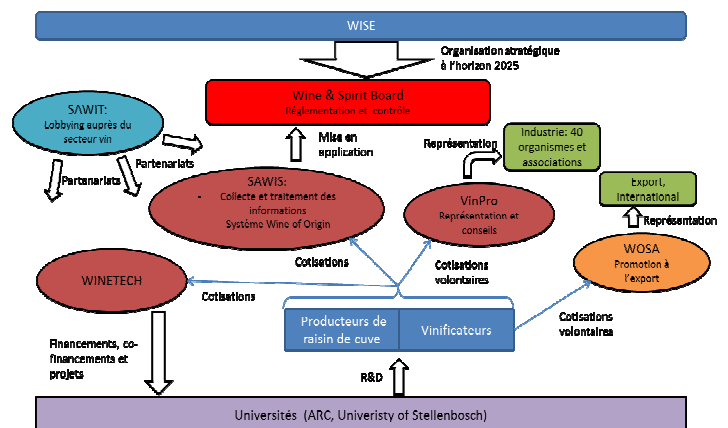 WISE
Organisation stratégique
à l'horizon 2025
Wine & Spirit Board
Réglementation et contrôle
SAWIT:
Lobbying auprès du
secteur vin
Partenariats
Partenariats
Mise en
application
Représentation
Industrie: 40
organismes et
associations
SAWIS:
- Collecte et traitement des
informations
Système Wine of Origin
VinPro
Représentation et
conseils
Export,
international
Représentation
WOSA
Promotion à
l'export
Cotisations
Cotisations
volontaires
WINETECH
Cotisations
Cotisations
volontaires
Producteurs de
raisin de cuve
Vinificateurs
Financements, co-
financements et
projets
R&D
Universités (ARC, Univeristy of Stellenbosch)